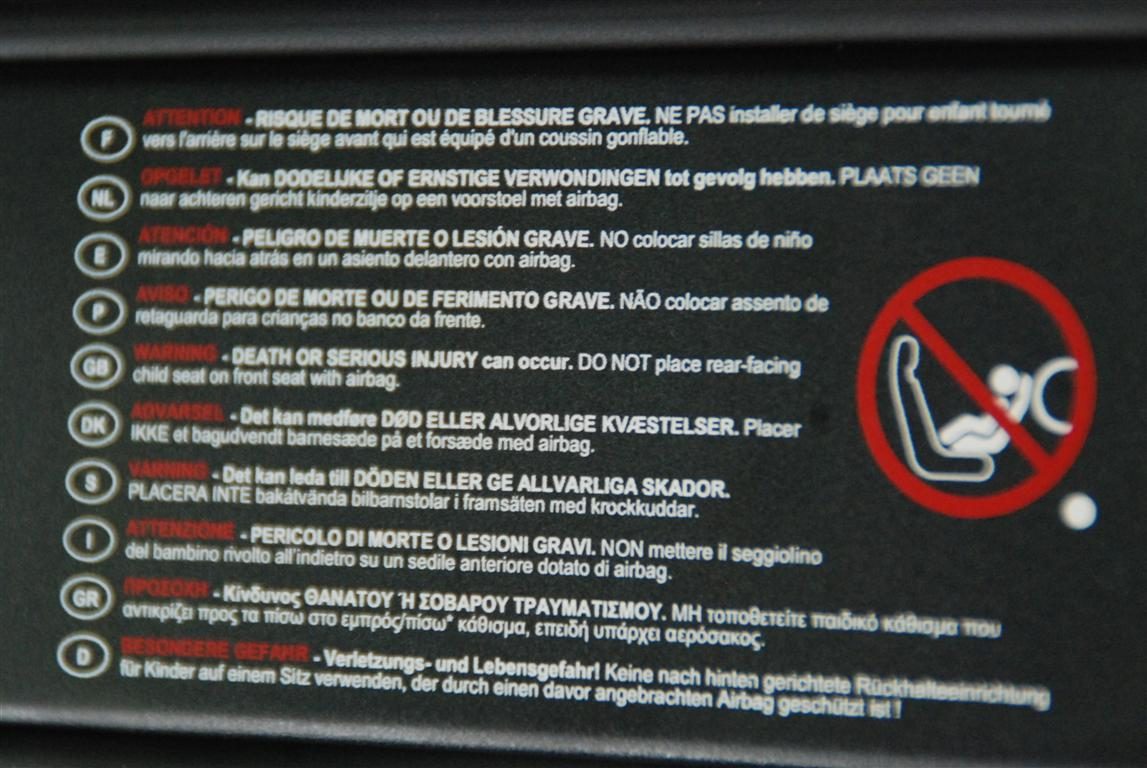 F ATTENTION - RISQUE DE MORT OU DE BLESSURE GRAVE. NE PAS installer de siège pour enfant tourné
vers l'arrière sur le siège avant qui est équipé d'un coussin gonflable.
NL OPGELET - Kan DODELIJKE OF ERNSTIGE VERWONDINGEN tot gevolg hebben. PLAATS GEEN
naar achteren gericht kinderzitje op een voorstoel met airbag.
E ATENCIÓN - PELIGRO DE MUERTE O LESIÓN GRAVE. NO colocar sillas de niño
mirando hacia atrás en un asiento delantero con airbag.
P AVISO - PERIGO DE MORTE OU DE FERIMENTO GRAVE. NÃO colocar assento de
retaguarda para crianças no banco da frente.
GB WARNING - DEATH OR SERIOUS INJURY can occur. DO NOT place rear-facing
child seat on front seat with airbag.
DK ADVARSEL - Det kan medføre DØD ELLER ALVORLIGE KVÆSTELSER. Placer
IKKE et bagudvendt barnesæde på et forsæde med airbag.
S VARNING - Det kan leda till DÖDEN ELLER GE ALLVARLIGA SKADOR.
PLACERA INTE bakåtvända bilbarnstolar i framsäten med krockkuddar.
I ATTENZIONE - PERICOLO DI MORTE O LESIONI GRAVI. NON mettere il seggiolino
del bambino rivolto all'indietro su un sedile anteriore dotato di airbag.
GR ΠΡΟΣΟΧΗ - Κίνδυνος ΘΑΝΑΤΟΥ Ή ΣΟΒΑΡΟΥ ΤΡΑΥΜΑΤΙΣΜΟΥ. ΜΗ τοποθετείτε παιδικό κάθισμα που
αντικρίζει προς τα πίσω στο εμπρός/πίσω* κάθισμα, επειδή υπάρχει αερόσακος.
D BESONDERE GEFAHR - Verletzungs- und Lebensgefahr! Keine nach hinten gerichtete Rückhalteeinrichtung
für Kinder auf einem Sitz verwenden, der durch einen davor angebrachten Airbag geschützt ist!